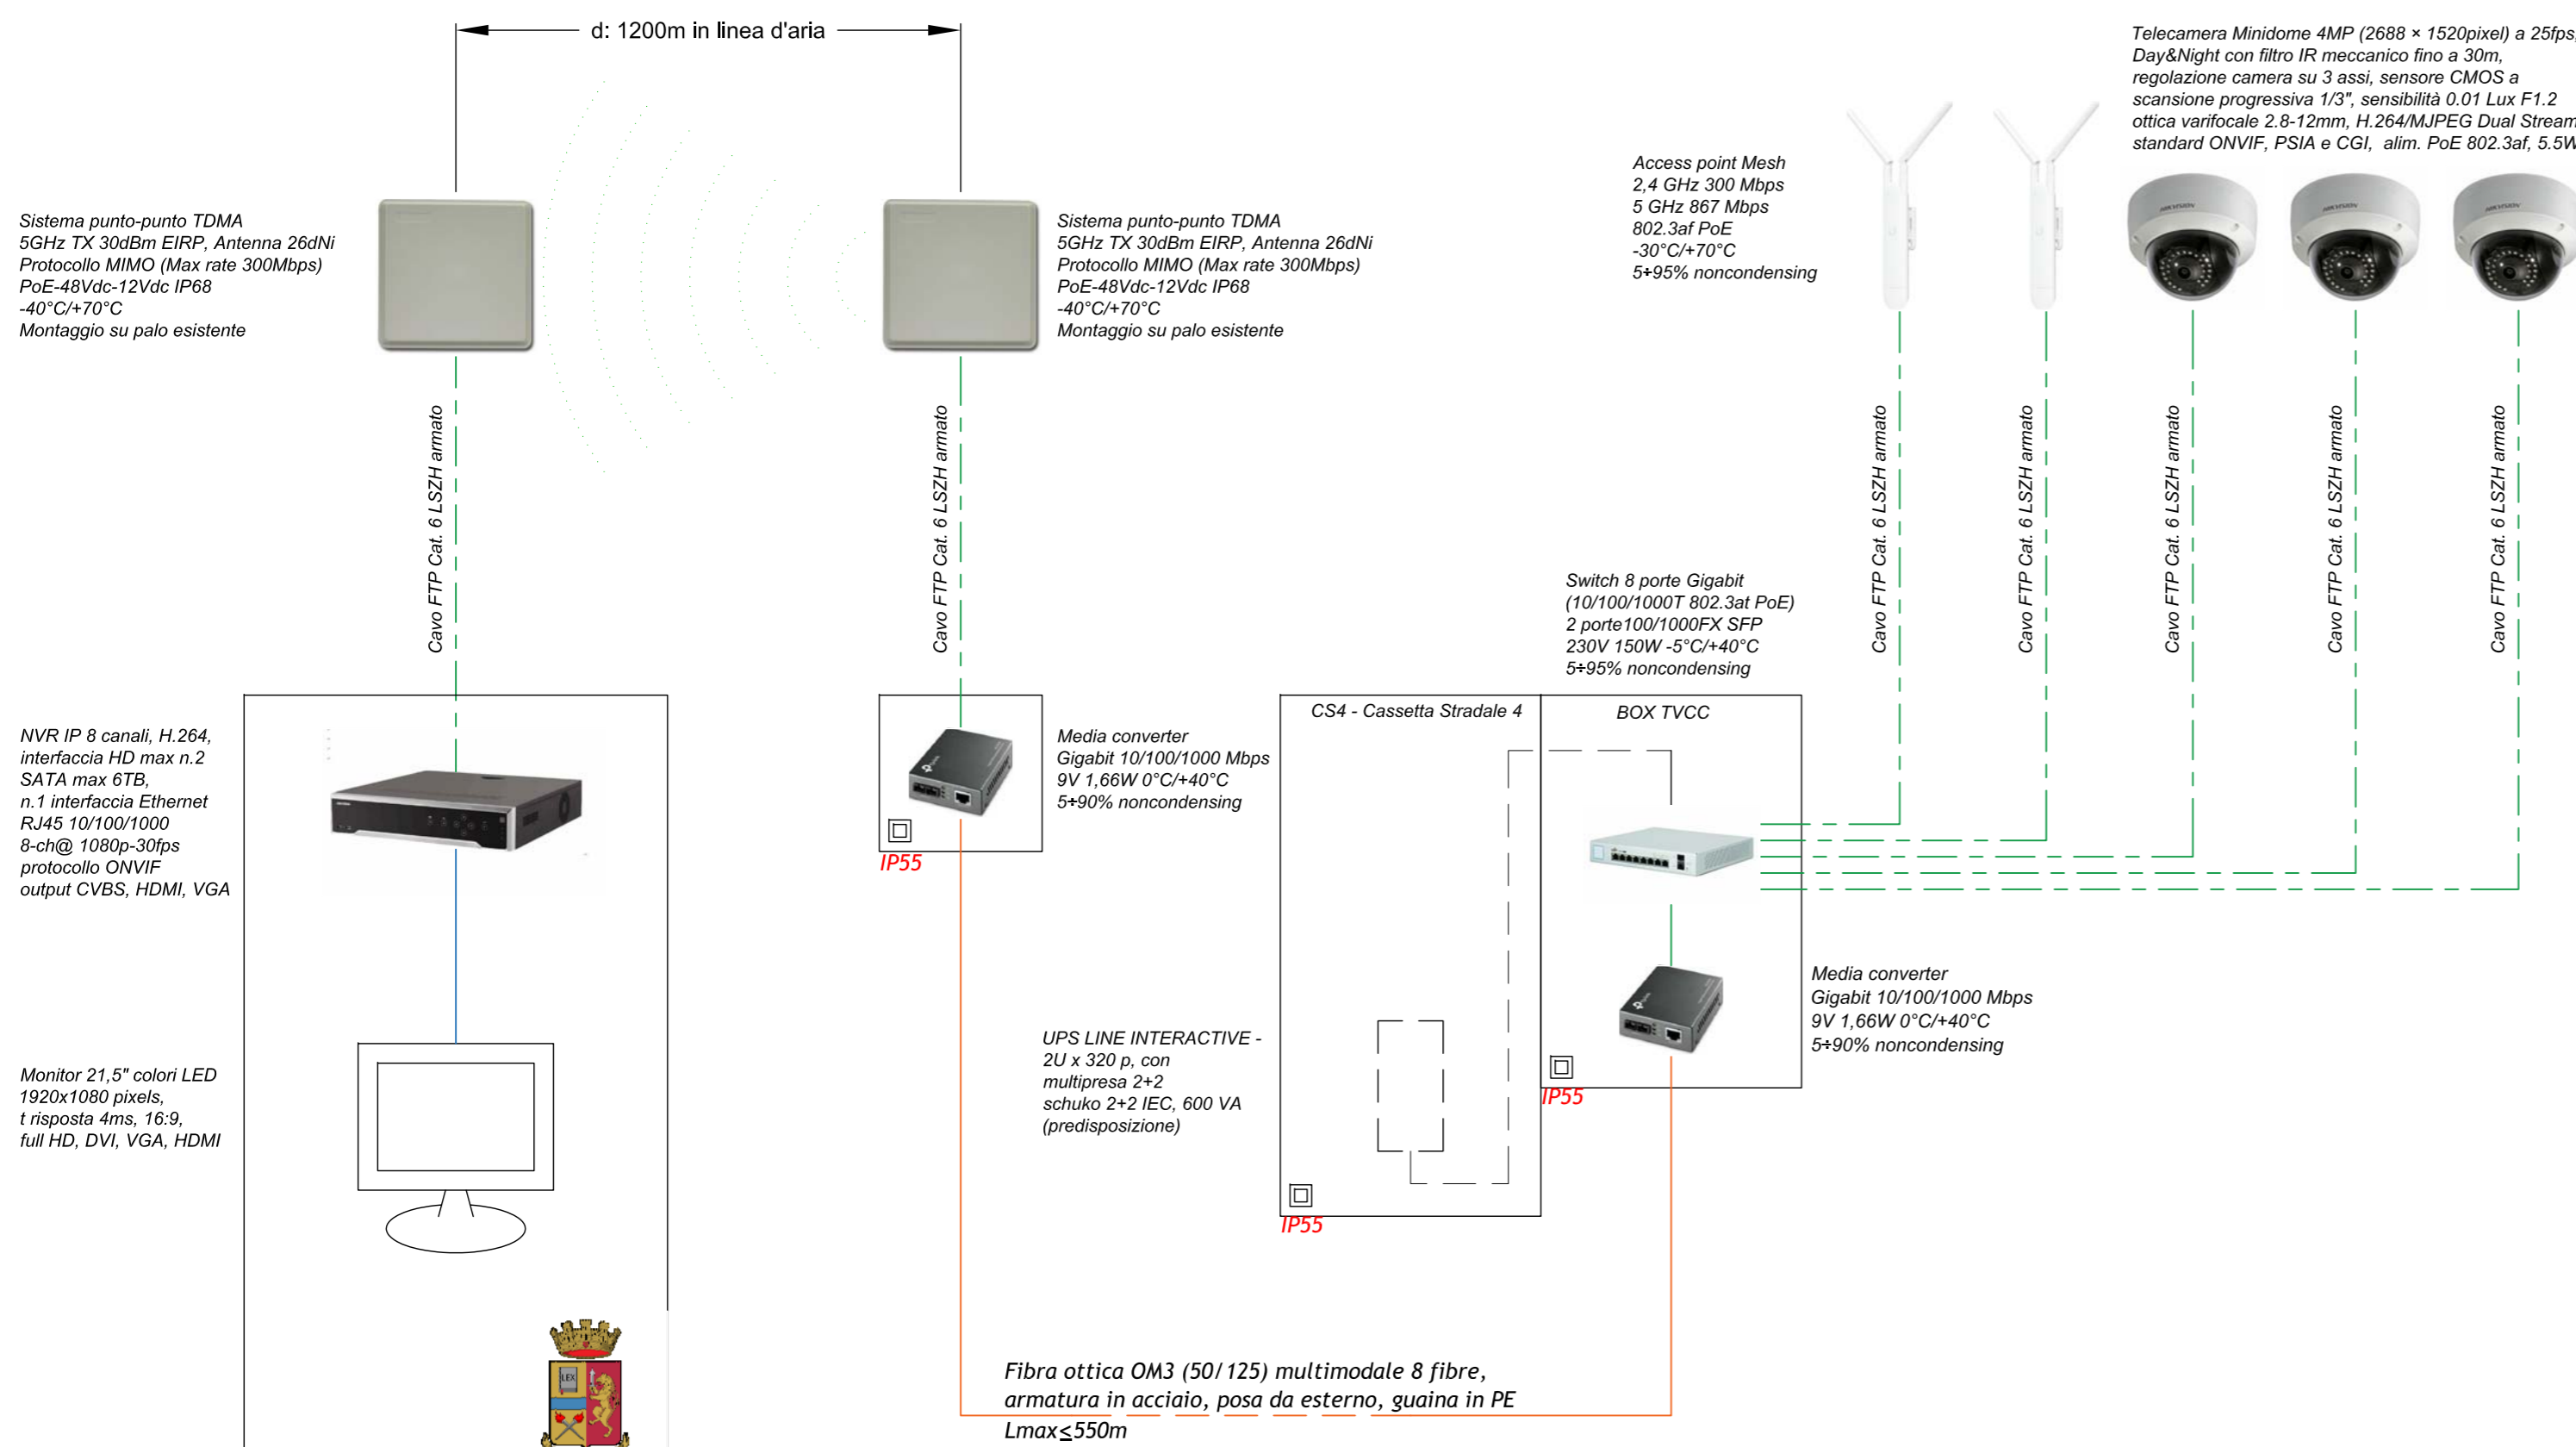 d: 1200m in linea d'aria
Telecamera Minidome 4MP (2688 × 1520pixel) a 25fps,
Day&Night con filtro IR meccanico fino a 30m,
regolazione camera su 3 assi, sensore CMOS a
scansione progressiva 1/3", sensibilità 0.01 Lux F1.2
ottica varifocale 2.8-12mm, H.264/MJPEG Dual Stream
standard ONVIF, PSIA e CGI, alim. PoE 802.3af, 5.5W
Access point Mesh
2,4 GHz 300 Mbps
5 GHz 867 Mbps
802.3af PoE
-30°C/+70°C
5÷95% noncondensing
HIKVISION
HIKVISION
HIKVISION
Sistema punto-punto TDMA
5GHz TX 30dBm EIRP, Antenna 26dNi
Protocollo MIMO (Max rate 300Mbps)
PoE-48Vdc-12Vdc IP68
-40°C/+70°C
Montaggio su palo esistente
Sistema punto-punto TDMA
5GHz TX 30dBm EIRP, Antenna 26dNi
Protocollo MIMO (Max rate 300Mbps)
PoE-48Vdc-12Vdc IP68
-40°C/+70°C
Montaggio su palo esistente
Cavo FTP Cat. 6 LSZH armato
Cavo FTP Cat. 6 LSZH armato
Cavo FTP Cat. 6 LSZH armato
Cavo FTP Cat. 6 LSZH armato
Cavo FTP Cat. 6 LSZH armato
Cavo FTP Cat. 6 LSZH armato
Cavo FTP Cat. 6 LSZH armato
Switch 8 porte Gigabit
(10/100/1000T 802.3at PoE)
2 porte100/1000FX SFP
230V 150W -5°C/+40°C
5÷95% noncondensing
NVR IP 8 canali, H.264,
interfaccia HD max n.2
SATA max 6TB,
n.1 interfaccia Ethernet
RJ45 10/100/1000
8-ch@ 1080p-30fps
protocollo ONVIF
output CVBS, HDMI, VGA
Media converter
Gigabit 10/100/1000 Mbps
9V 1,66W 0°C/+40°C
5÷90% noncondensing
IP55
CS4 - Cassetta Stradale 4
BOX TVCC
Media converter
Gigabit 10/100/1000 Mbps
9V 1,66W 0°C/+40°C
5÷90% noncondensing
IP55
UPS LINE INTERACTIVE -
2U x 320 p, con
multipresa 2+2
schuko 2+2 IEC, 600 VA
(predisposizione)
IP55
Monitor 21,5" colori LED
1920x1080 pixels,
t risposta 4ms, 16:9,
full HD, DVI, VGA, HDMI
LEX
Fibra ottica OM3 (50/125) multimodale 8 fibre,
armatura in acciaio, posa da esterno, guaina in PE
Lmax≤550m